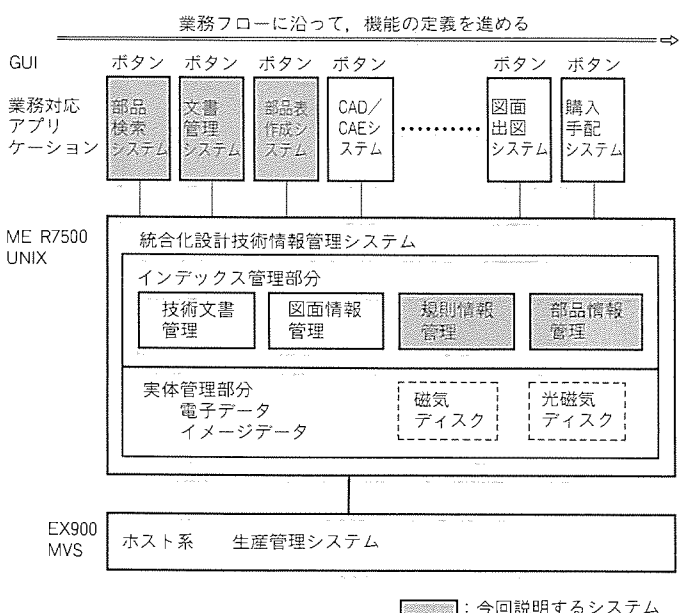 業務フローに沿って，機能の定義を進める
GUI
ボタン ボタン ボタン ボタン ボタン ボタン
業務対応
アプリ
ケーション
部品
検索
システム
文書
管理
システム
部品表
作成シ
ステム
CAD／
CAEシ
ステム
図面
出図
システム
購入
手配
システム
ME R7500
UNIX
統合化設計技術情報管理システム
インデックス管理部分
技術文書
管理
図面情報
管理
規則情報
管理
部品情報
管理
実体管理部分
電子データ
イメージデータ
磁気
ディスク
光磁気
ディスク
EX900
MVS
ホスト系 生産管理システム
：今回説明するシステム